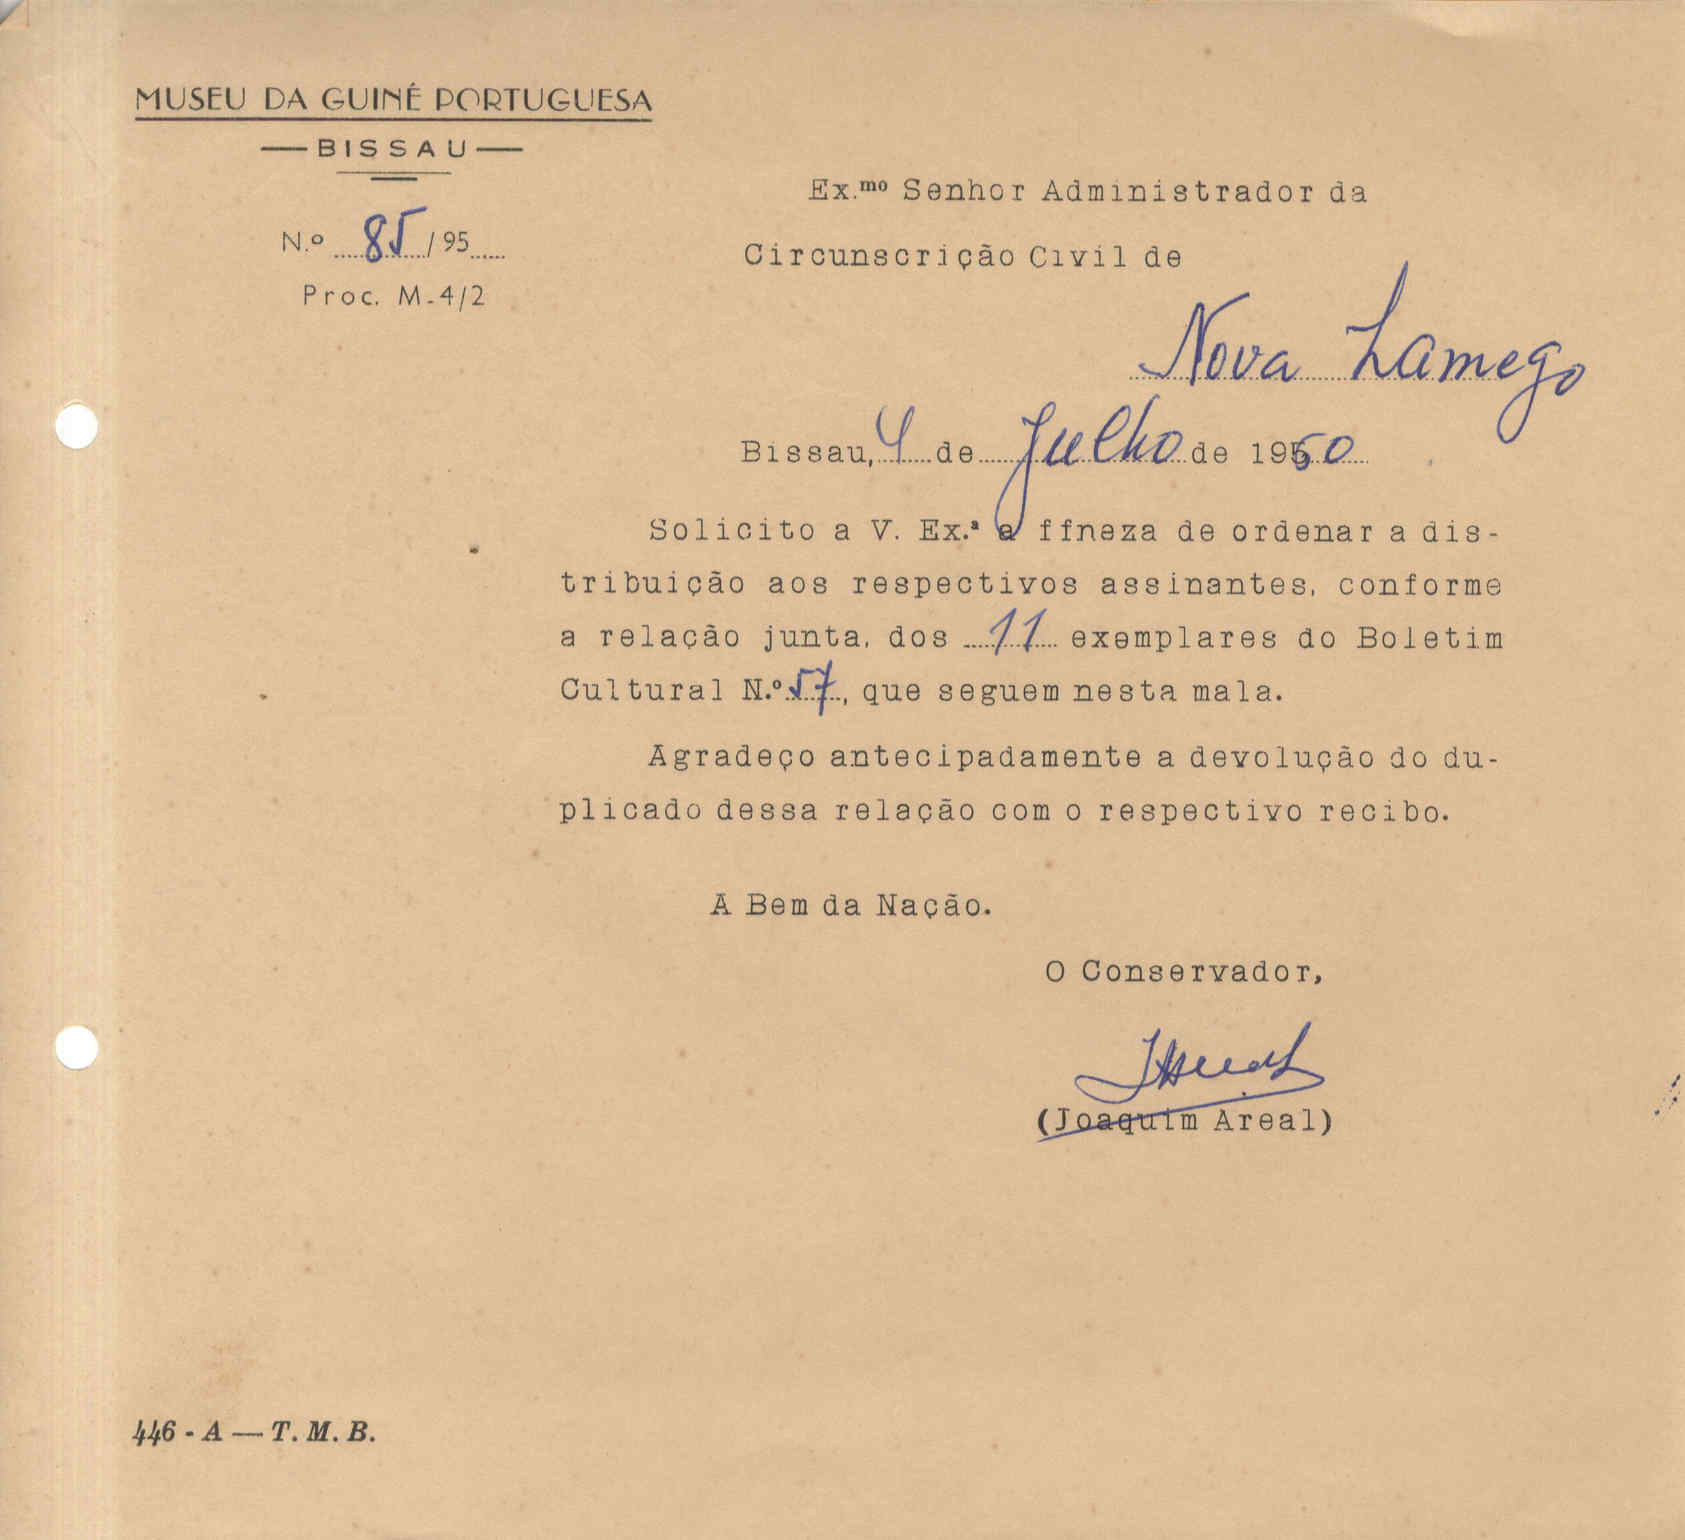 MUSEU DA GUINÉ PORTUGUESA
— BISSAU —
N.º 85 / 95
Proc. M-4/2
Ex.mo Senhor Administrador da
Circunscrição Civil de
Nova Lamego
Bissau, 4 de Julho de 1960
Solicito a V. Ex.ª a ffneza de ordenar a dis-
tribuição aos respectivos assinantes, conforme
a relação junta, dos 11 exemplares do Boletim
Cultural N.º 57, que seguem nesta mala.
Agradeço antecipadamente a devolução do du-
plicado dessa relação com o respectivo recibo.
A Bem da Nação.
O Conservador,
(Joaquim Areal)
446 - A — T. M. B.